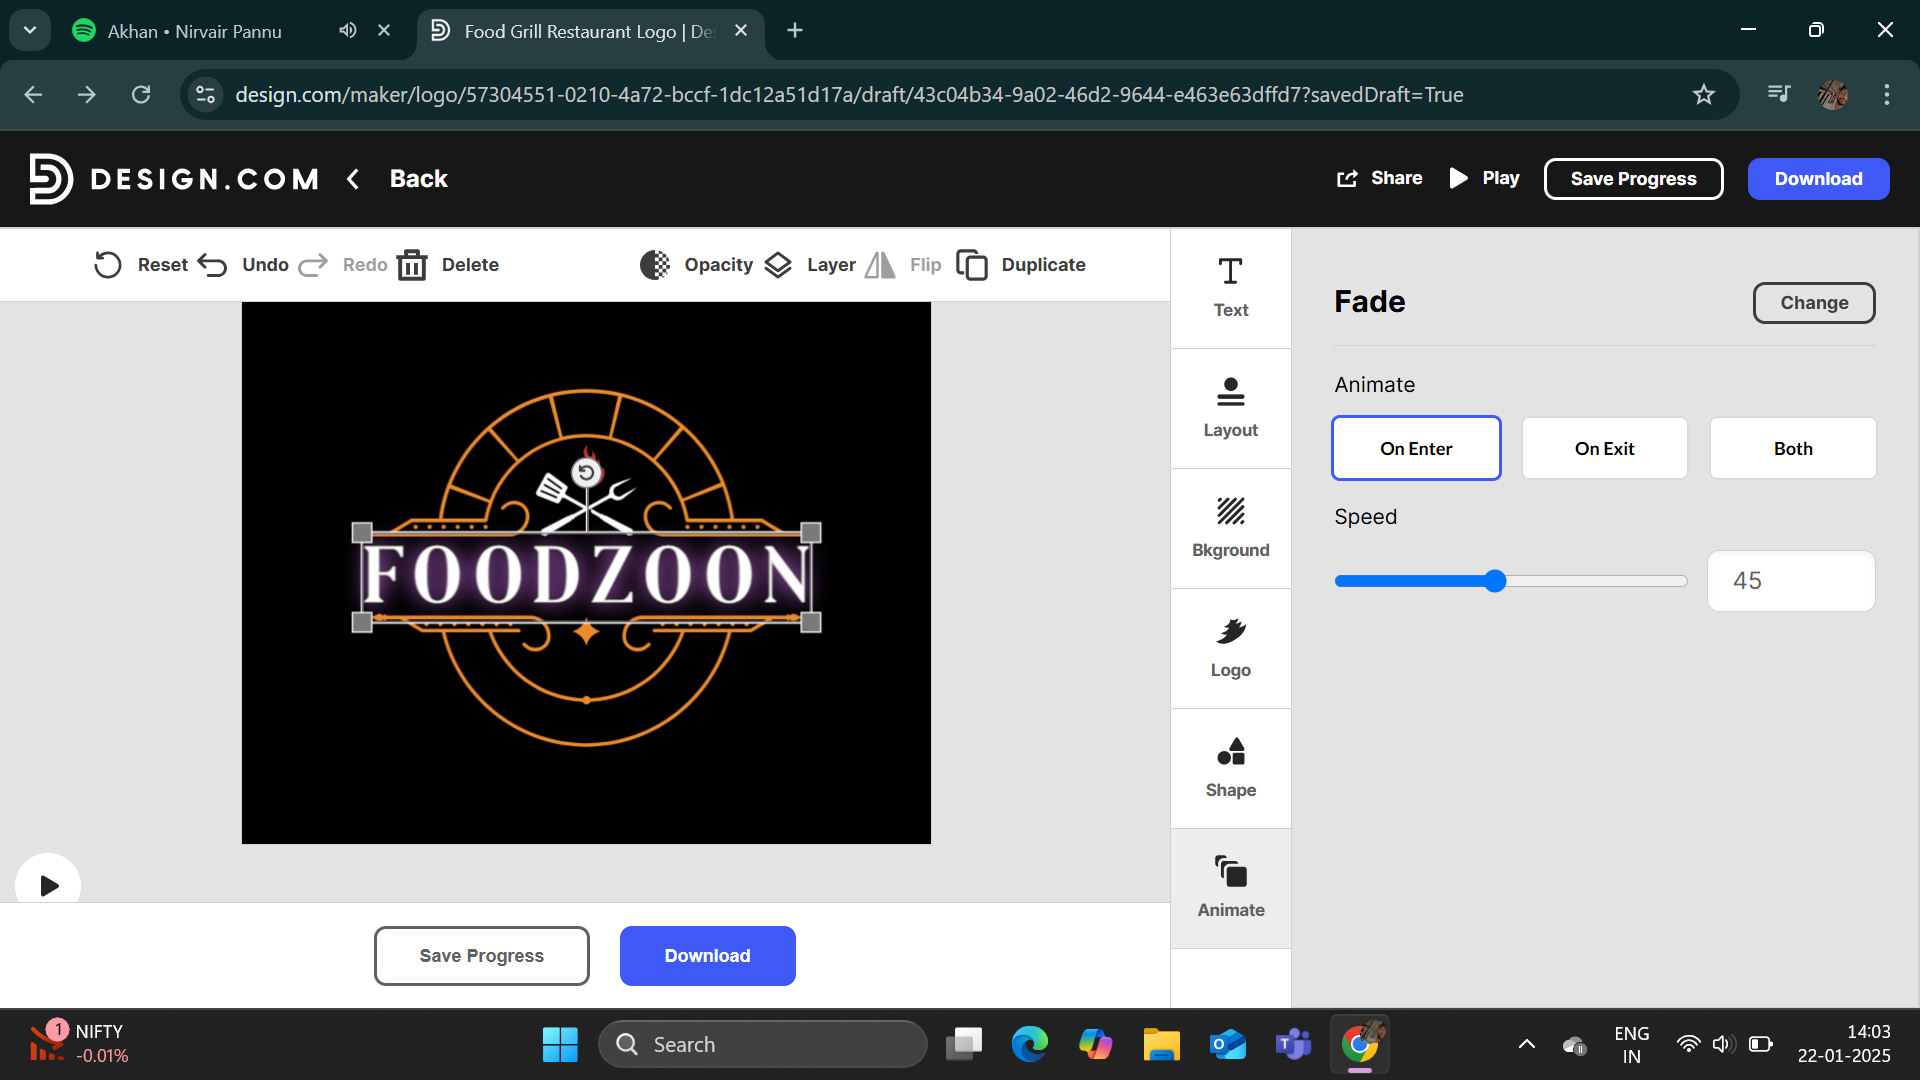 Akhan • Nirvair Pannu
Food Grill Restaurant Logo | De
design.com/maker/logo/57304551-0210-4a72-bccf-1dc12a51d17a/draft/43c04b34-9a02-46d2-9644-e463e63dffd7?savedDraft=True
DESIGN.COM Back Share Play Save Progress Download
Reset Undo Redo Delete Opacity Layer Flip Duplicate
Text
Layout
Bkground
Logo
Shape
Animate
Fade Change
Animate
On Enter On Exit Both
Speed
45
FOODZOON
Save Progress Download
1 NIFTY
-0.01%
Search
ENG
IN
14:03
22-01-2025